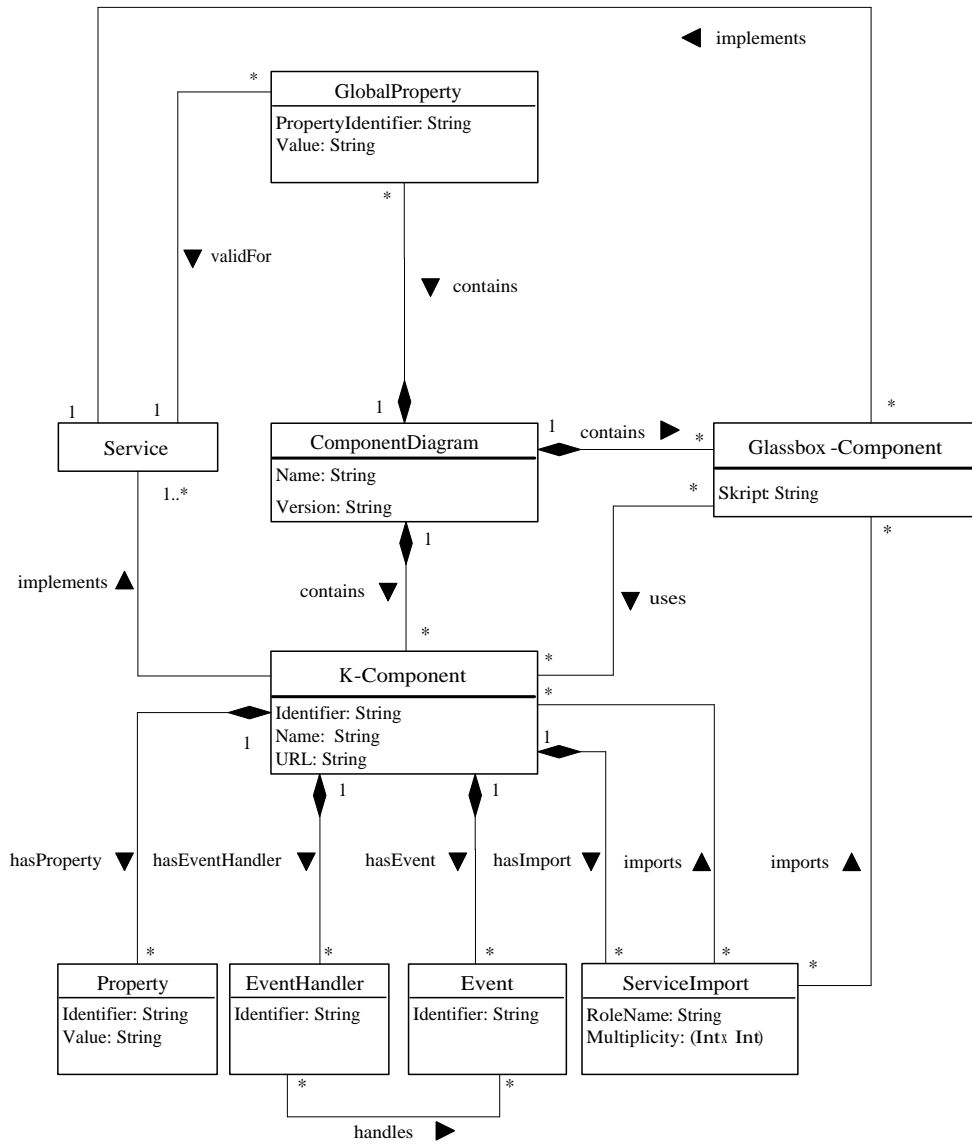 implements
*
GlobalProperty
PropertyIdentifier: String
Value: String
*
validFor
contains
1
1
1
*
Service
ComponentDiagram
Name: String
Version: String
1
contains
*
Glassbox -Component
Skript: String
1..*
1
*
*
implements
contains
uses
*
K-Component
*
*
Identifier: String
Name: String
URL: String
1
1
1
1
hasProperty
hasEventHandler
hasEvent
hasImport
imports
imports
*
*
*
*
*
*
Property
Identifier: String
Value: String
EventHandler
Identifier: String
Event
Identifier: String
ServiceImport
RoleName: String
Multiplicity: (Int x Int)
*
*
handles